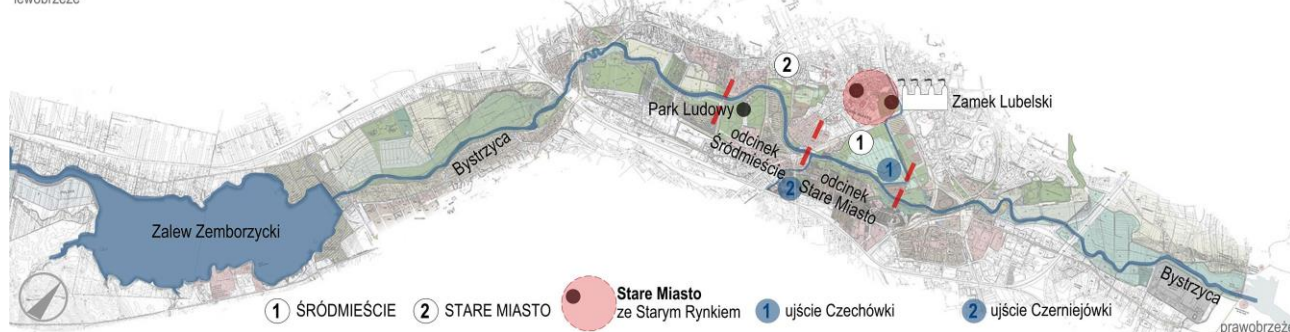 lewobrzeże
Park Ludowy
Zamek Lubelski
Bystrzyca
odcinek
Śródmieście
odcinek
Stare Miasto
Zalew Zemborzycki
Bystrzyca
2
1
1
2
1 ŚRÓDMIEŚCIE
2 STARE MIASTO
Stare Miasto
ze Starym Rynkiem
1 ujście Czechówki
2 ujście Czerniejówki
prawobrzeże